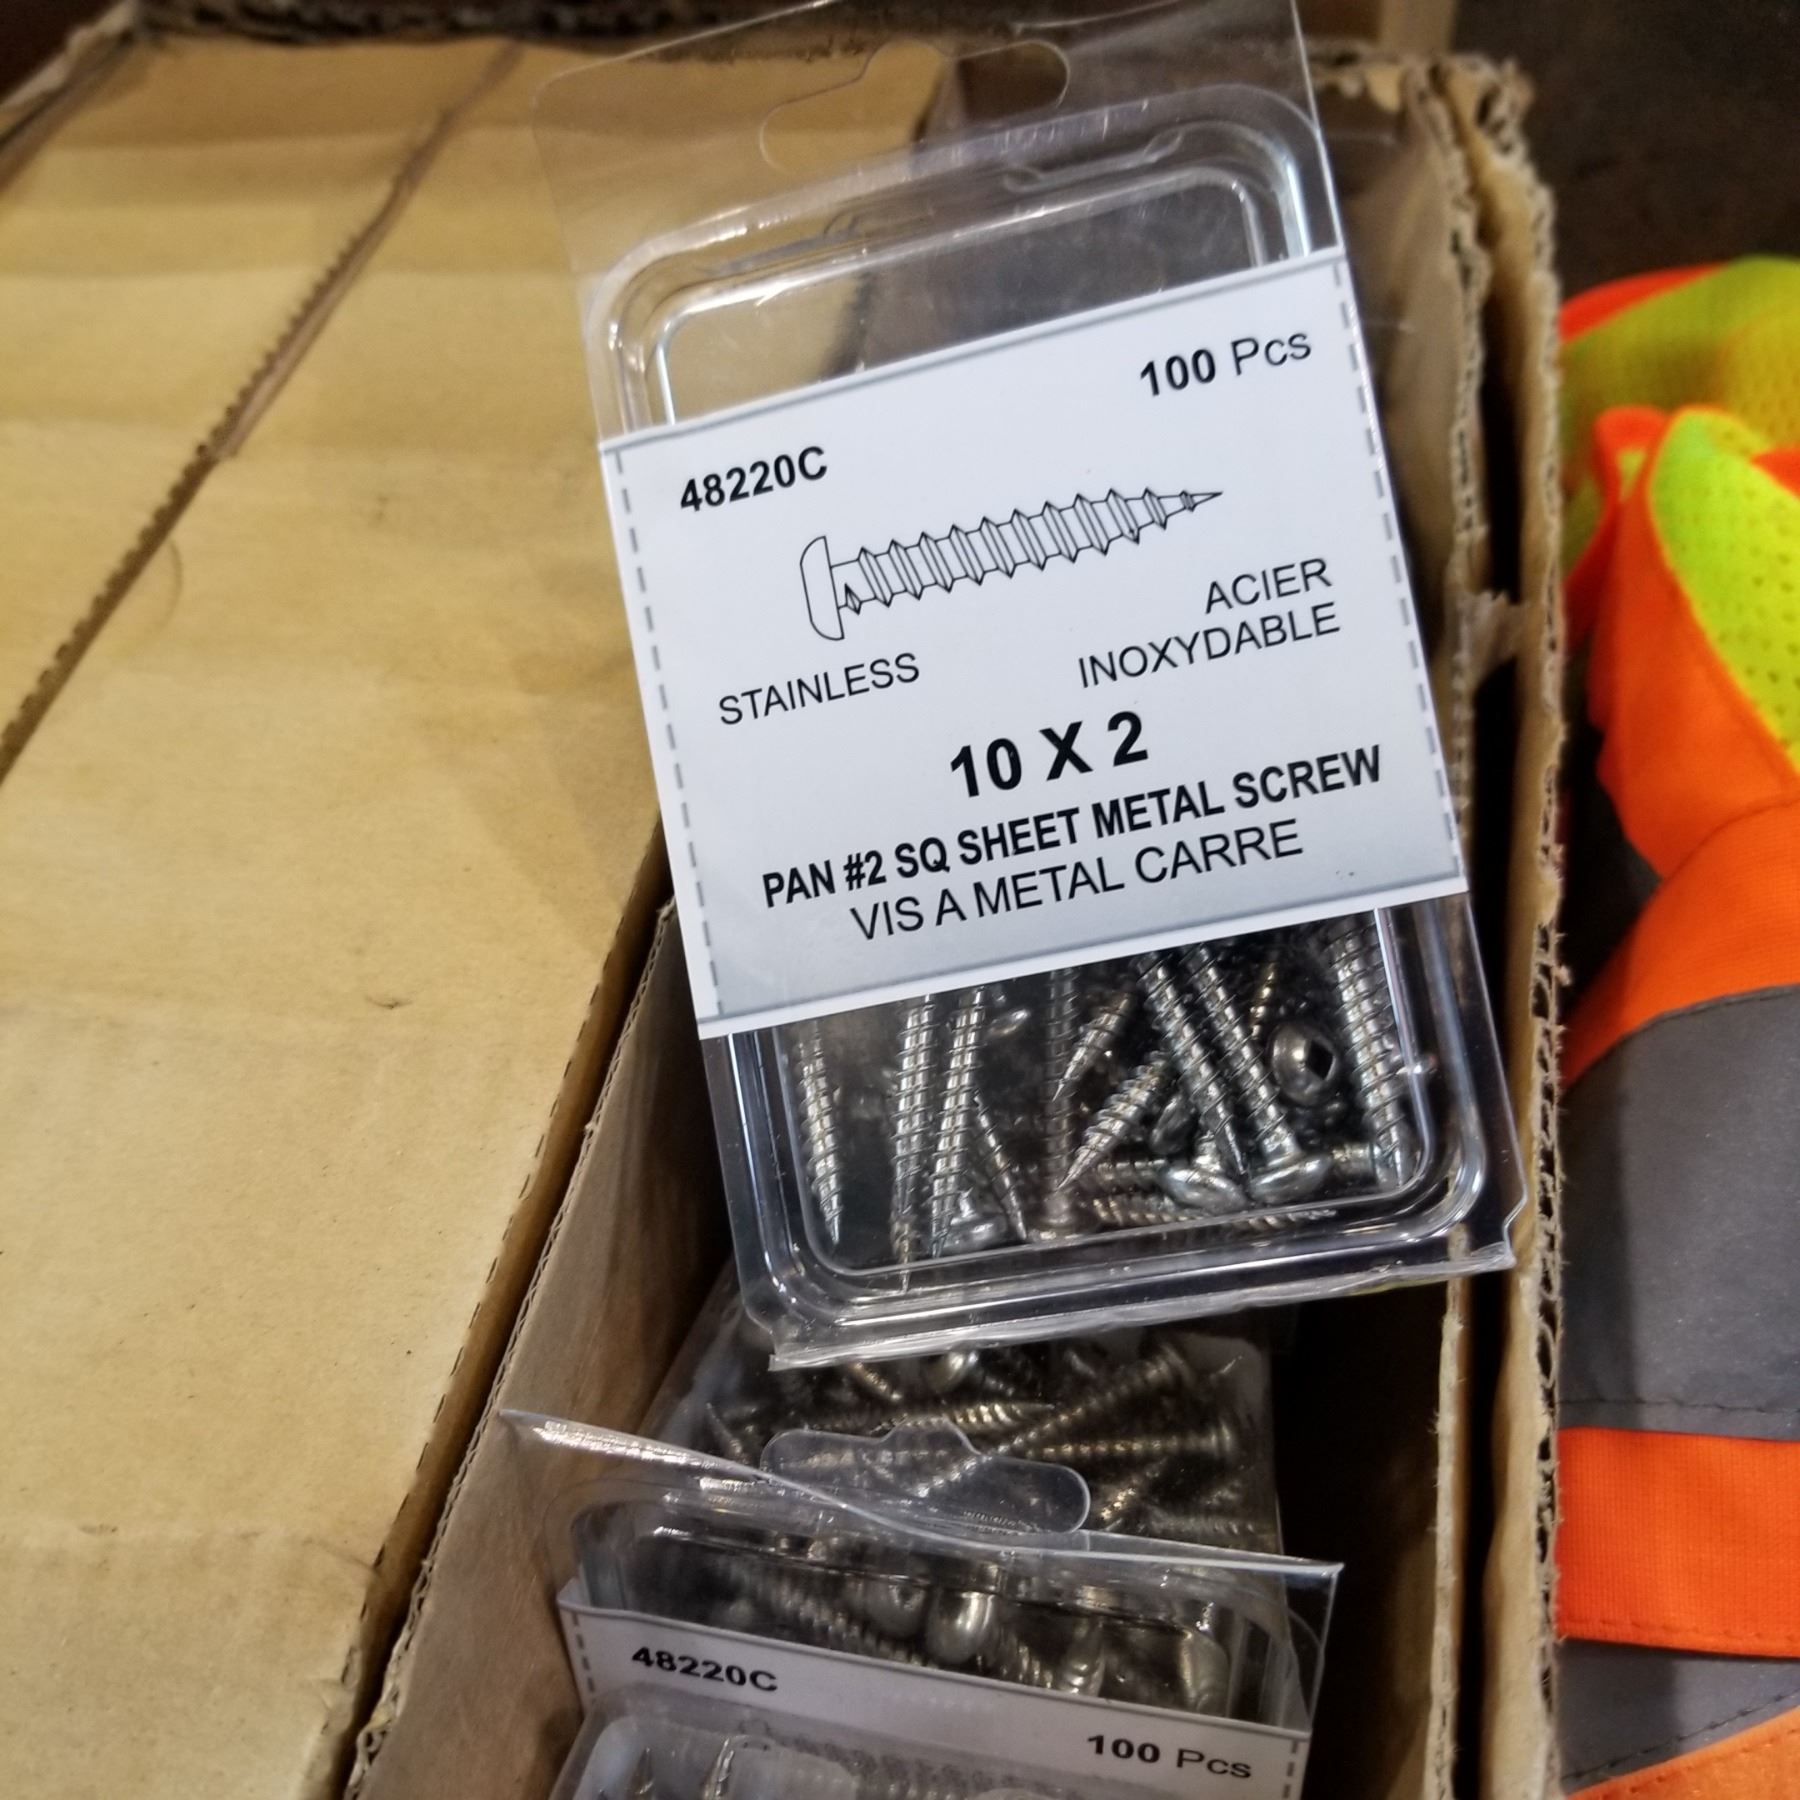 100 Pcs
48220C
STAINLESS
ACIER
INOXYDABLE
10 X 2
PAN #2 SQ SHEET METAL SCREW
VIS A METAL CARRE
48220C
100 Pcs